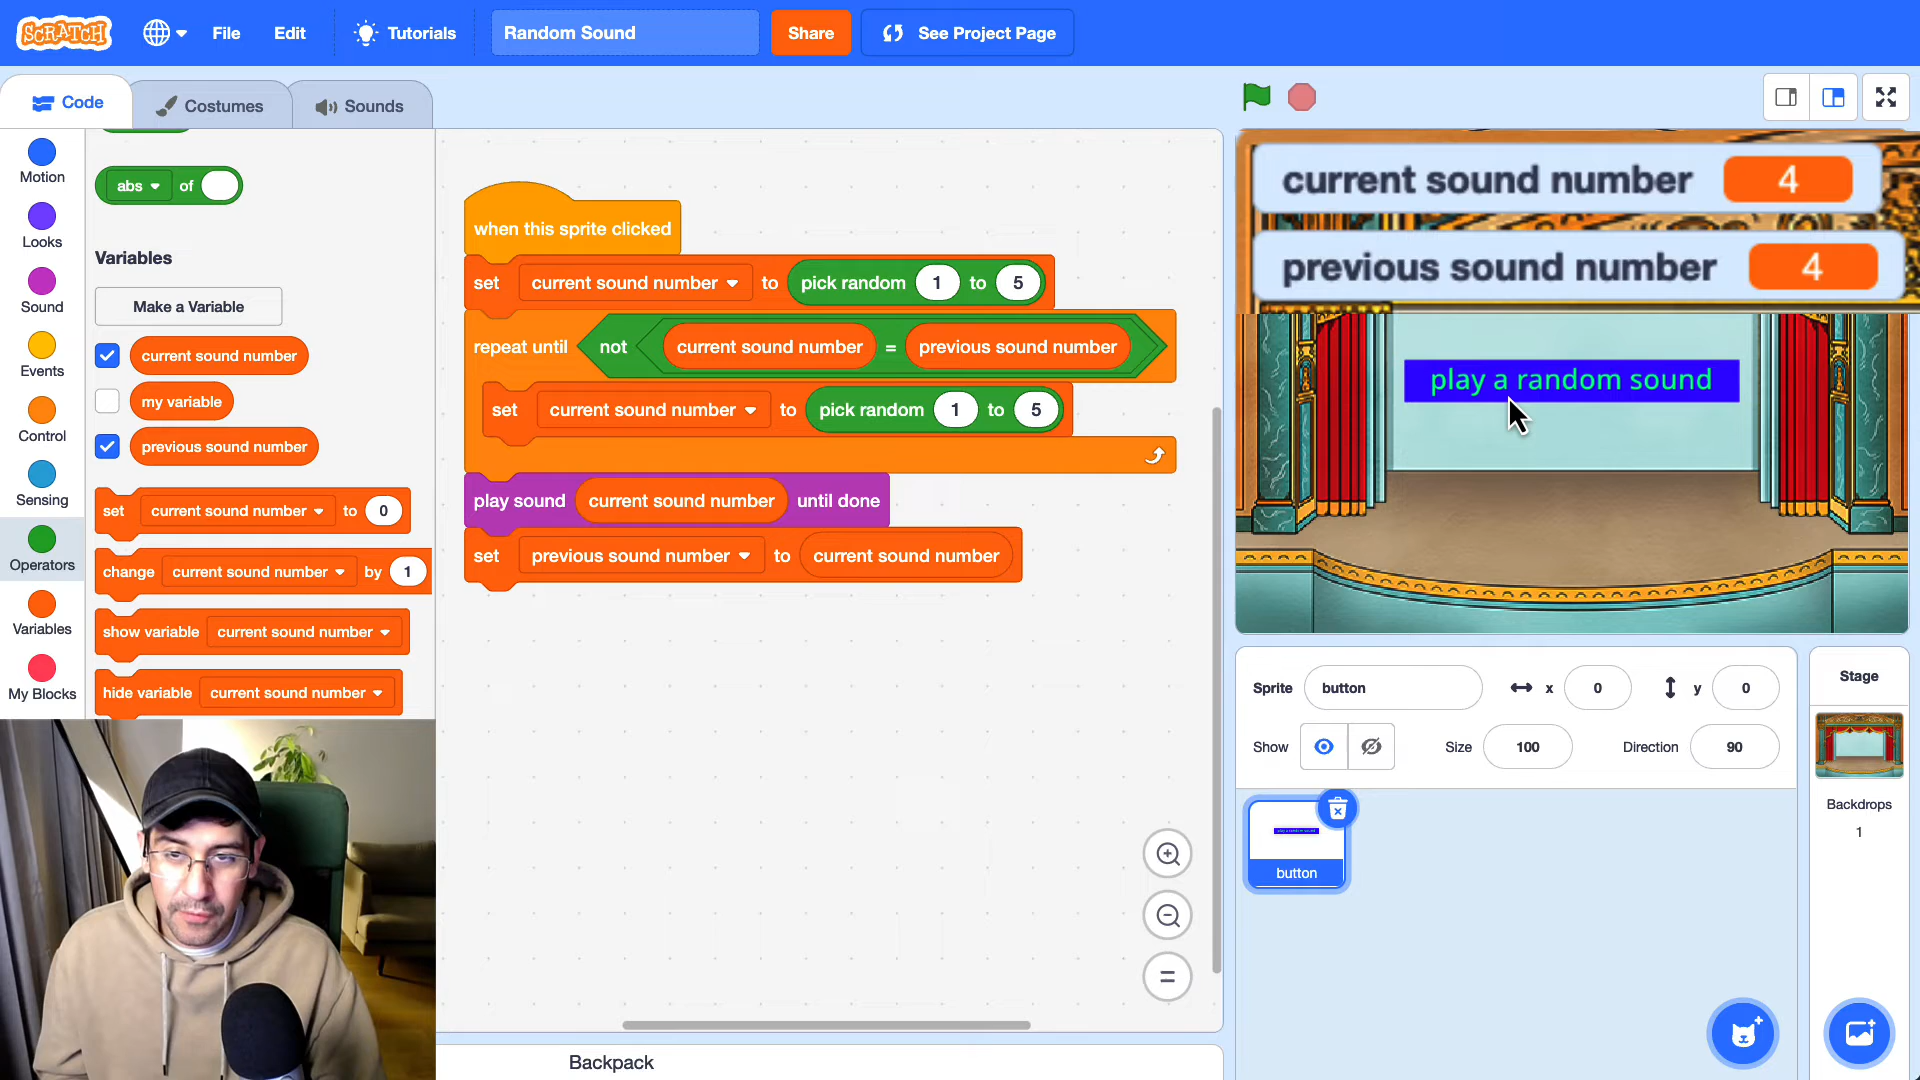 SCRATCH
File
Edit
Tutorials
Random Sound
Share
See Project Page
Code
Costumes
Sounds
Motion
Looks
Sound
Events
Control
Sensing
Operators
Variables
My Blocks
abs of
Variables
Make a Variable
current sound number
my variable
previous sound number
set current sound number to 0
change current sound number by 1
show variable current sound number
hide variable current sound number
when this sprite clicked
set current sound number to pick random 1 to 5
repeat until not current sound number = previous sound number
set current sound number to pick random 1 to 5
play sound current sound number until done
set previous sound number to current sound number
Backpack
current sound number 4
previous sound number 4
play a random sound
Sprite button x 0 y 0
Show Size 100 Direction 90
button
Stage
Backdrops
1